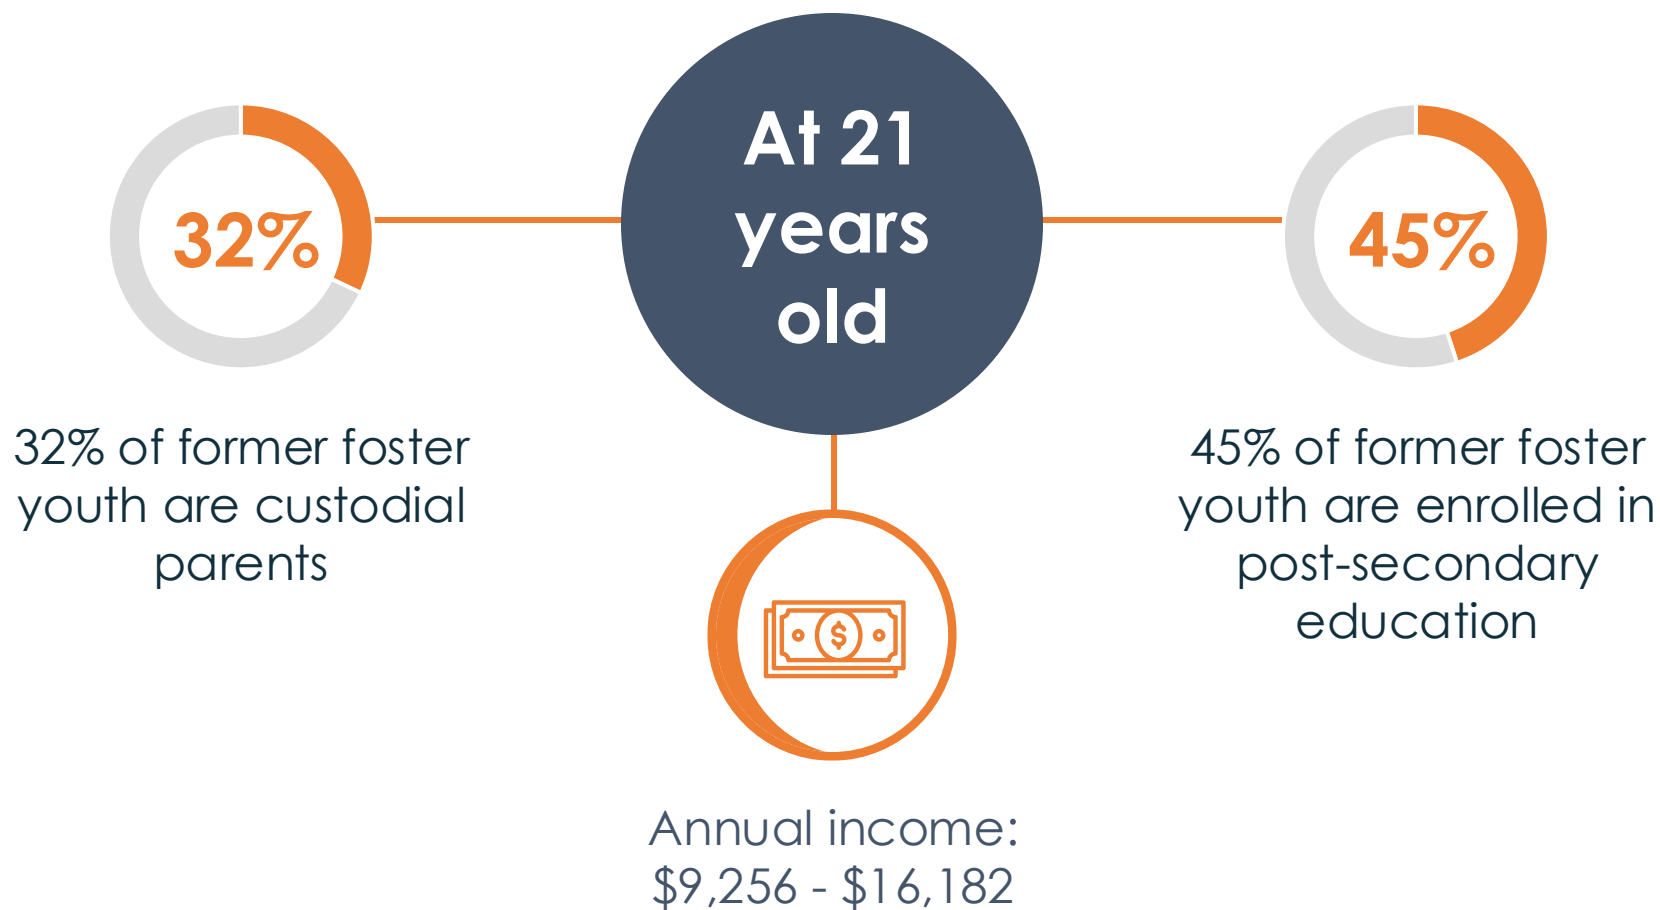 At 21
years
old
32%
32% of former foster
youth are custodial
parents
45%
45% of former foster
youth are enrolled in
post-secondary
education
$
Annual income:
$9,256 - $16,182